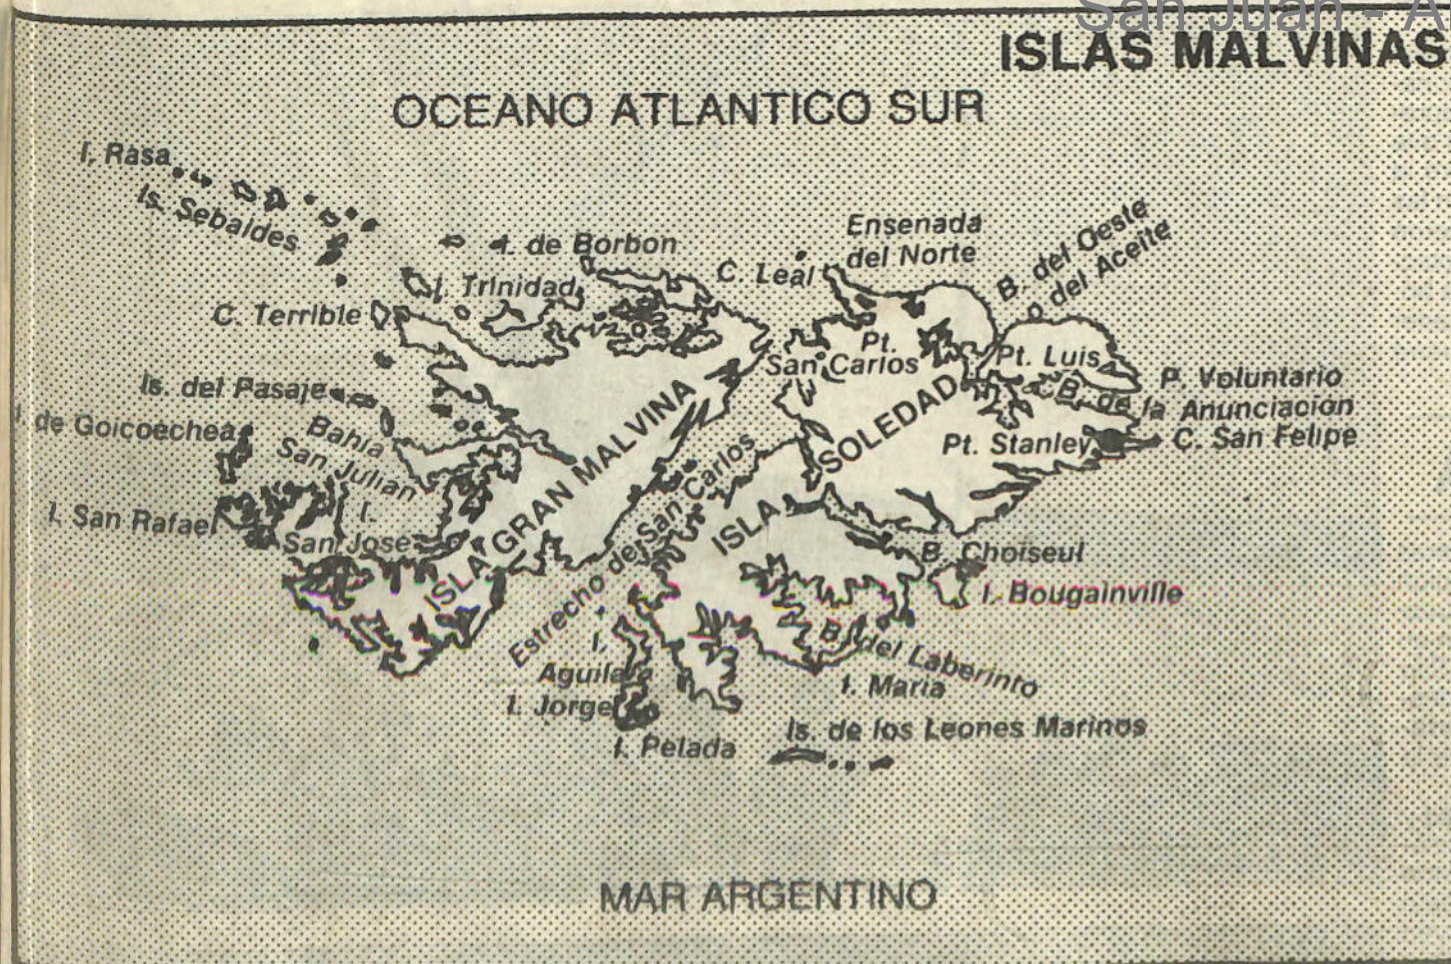 San Juan - A
ISLAS MALVINAS
OCEANO ATLANTICO SUR
I. Rasa
Is. Sebaldes
I. de Borbon
I. Trinidad
C. Terrible
C. Leal
Ensenada
del Norte
B. del Oeste
o del Aceite
Pt.
San Carlos
Pt. Luis
P. Voluntario
B. de la Anunciacion
Pt. Stanley
C. San Felipe
Is. del Pasaje
de Goicoechea
Bahia
San Julian
I. San Rafael
I.
San Jose
ISLA GRAN MALVINA
Estrecho de San Carlos
ISLA SOLEDAD
B. Choiseul
I. Bougainville
B. del Laberinto
I. Maria
I.
Aguila
I. Jorge
I. Pelada
Is. de los Leones Marinos
MAR ARGENTINO